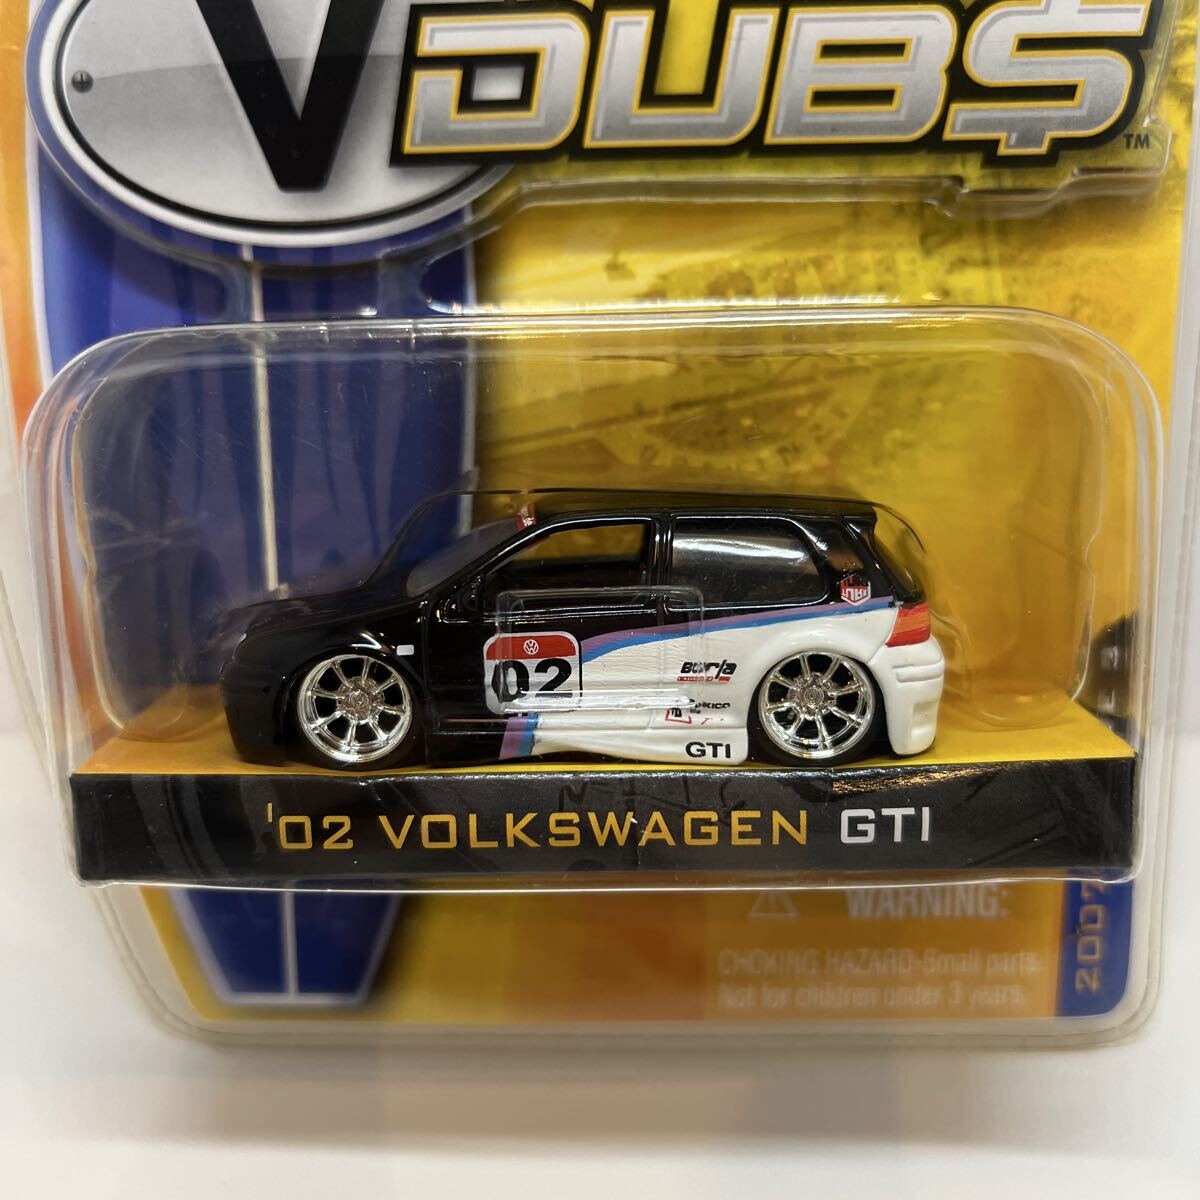 V
DUB$
™
02
Borla
GTI
'02 VOLKSWAGEN GTI
WARNING:
CHOKING HAZARD-Small parts.
Not for children under 3 years.
2007